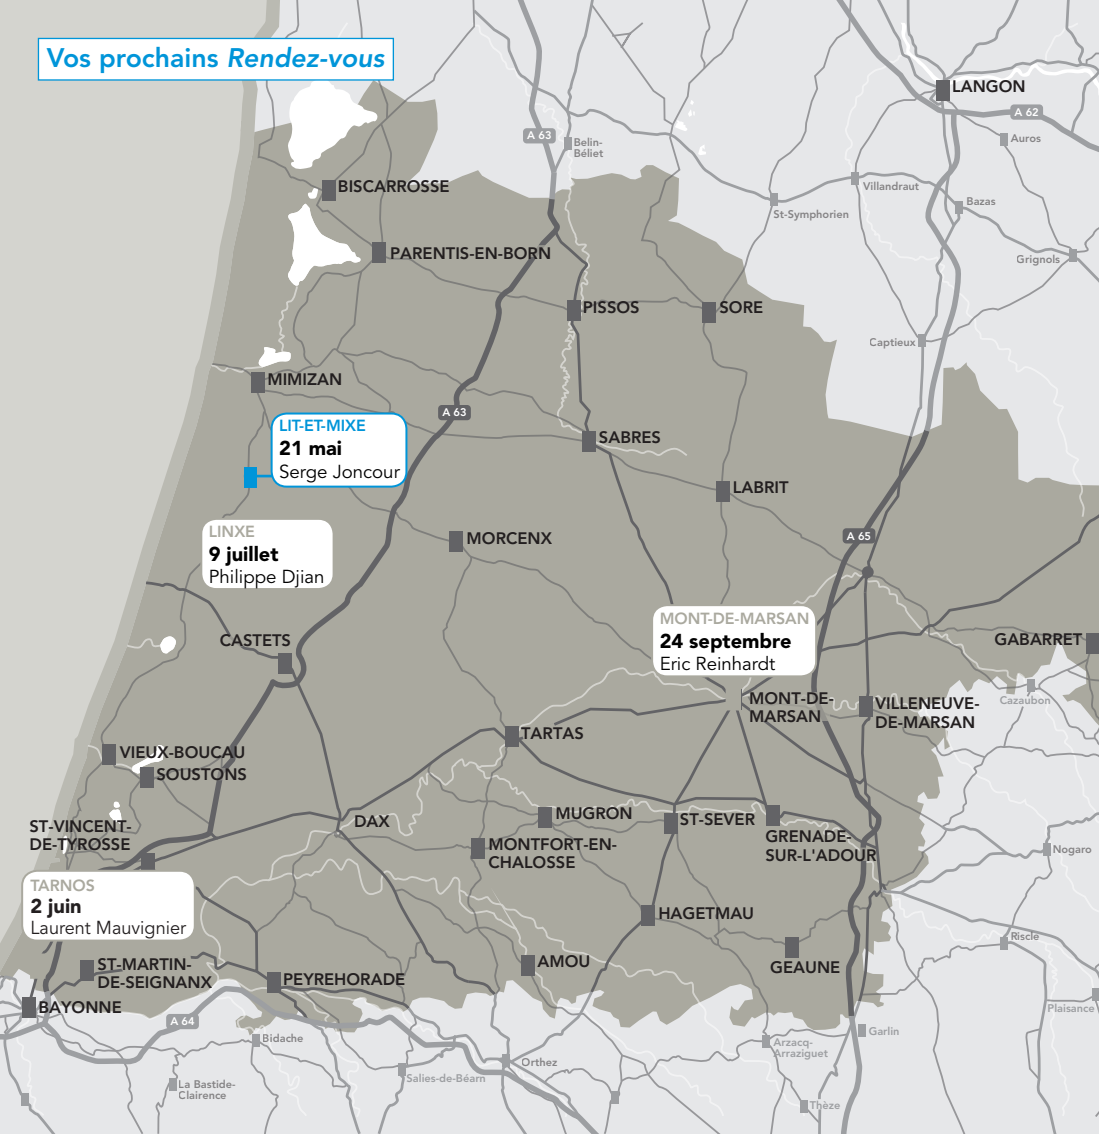 Vos prochains Rendez-vous
LANGON
A 62
A 63
Belin-
Béliet
Auros
BISCARROSSE
Villandraut
Bazas
St-Symphorien
PARENTIS-EN-BORN
Grignols
PISSOS
SORE
Captieux
MIMIZAN
A 63
LIT-ET-MIXE
21 mai
Serge Joncour
SABRES
LABRIT
LINXE
9 juillet
Philippe Djian
MORCENX
A 65
MONT-DE-MARSAN
24 septembre
Eric Reinhardt
CASTETS
GABARRET
Cazaubon
MONT-DE-
MARSAN
VILLENEUVE-
DE-MARSAN
TARTAS
VIEUX-BOUCAU
SOUSTONS
ST-VINCENT-
DE-TYROSSE
DAX
MUGRON
ST-SEVER
GRENADE-
SUR-L'ADOUR
MONTFORT-EN-
CHALOSSE
Nogaro
TARNOS
2 juin
Laurent Mauvignier
HAGETMAU
Riscle
GEAUNE
AMOU
ST-MARTIN-
DE-SEIGNANX
PEYREHORADE
BAYONNE
Plaisance
A 64
Bidache
Garlin
Arzacq-
Arraziguet
Orthez
Salies-de-Béarn
La Bastide-
Clairence
Thèze